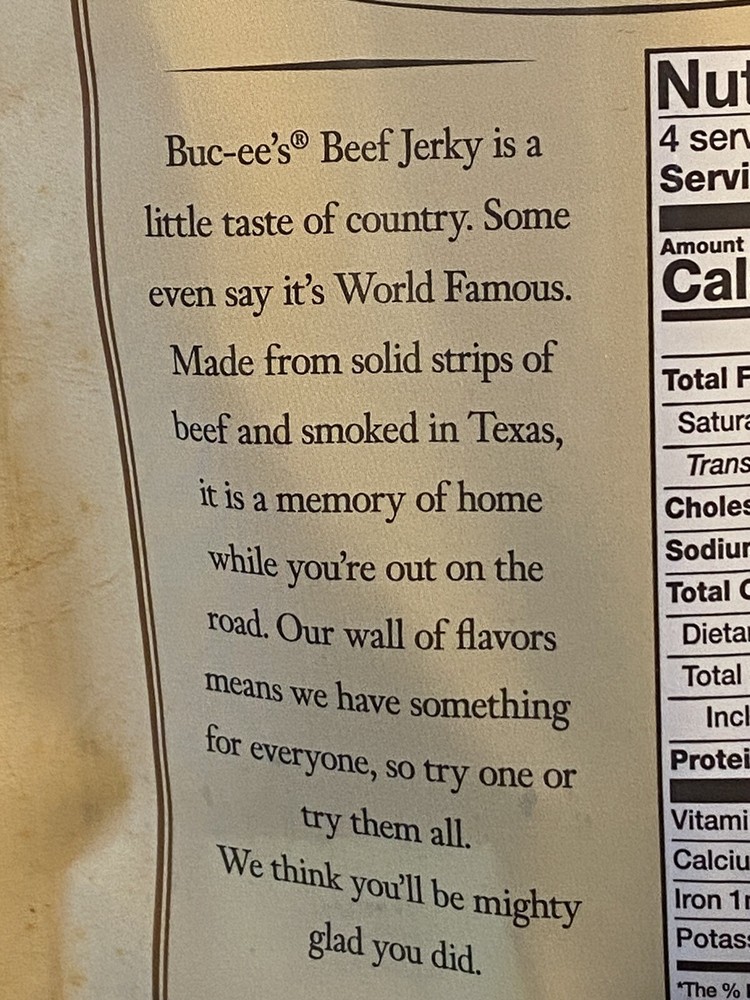 Buc-ee's® Beef Jerky is a
little taste of country. Some
even say it's World Famous.
Made from solid strips of
beef and smoked in Texas,
it is a memory of home
while you're out on the
road. Our wall of flavors
means we have something
for everyone, so try one or
try them all.
We think you'll be mighty
glad you did.
Nut
4 serv
Servi
Amount
Cal
Total F
Satura
Trans
Choles
Sodium
Total C
Dietar
Total
Incl
Protei
Vitami
Calciu
Iron 1
Potass
*The %